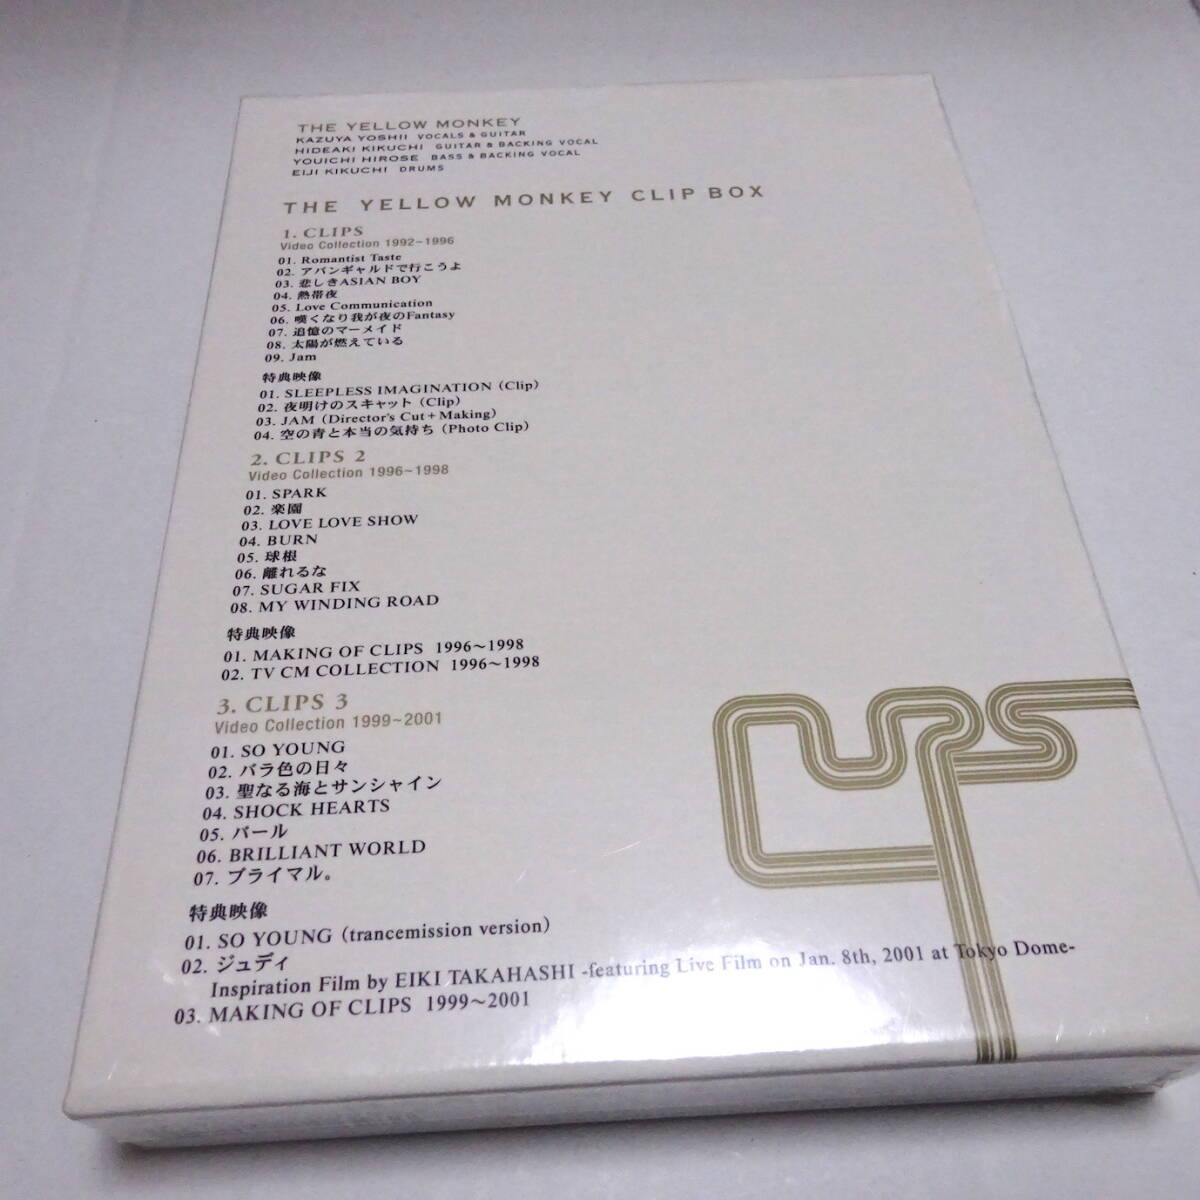 THE YELLOW MONKEY
KAZUYA YOSHII VOCALS & GUITAR
HIDEAKI KIKUCHI GUITAR & BACKING VOCAL
YOUICHI HIROSE BASS & BACKING VOCAL
EIJI KIKUCHI DRUMS
THE YELLOW MONKEY CLIP BOX
1. CLIPS
Video Collection 1992~1996
01. Romantist Taste
02. アバンギャルドで行こうよ
03. 悲しきASIAN BOY
04. 熱帯夜
05. Love Communication
06. 嘆くなり我が夜のFantasy
07. 追憶のマーメイド
08. 太陽が燃えている
09. Jam
特典映像
01. SLEEPLESS IMAGINATION (Clip)
02. 夜明けのスキャット (Clip)
03. JAM (Director's Cut + Making)
04. 空の青と本当の気持ち (Photo Clip)
2. CLIPS 2
Video Collection 1996~1998
01. SPARK
02. 楽園
03. LOVE LOVE SHOW
04. BURN
05. 球根
06. 離れるな
07. SUGAR FIX
08. MY WINDING ROAD
特典映像
01. MAKING OF CLIPS 1996～1998
02. TV CM COLLECTION 1996～1998
3. CLIPS 3
Video Collection 1999~2001
01. SO YOUNG
02. バラ色の日々
03. 聖なる海とサンシャイン
04. SHOCK HEARTS
05. パール
06. BRILLIANT WORLD
07. プライマル。
特典映像
01. SO YOUNG (trancemission version)
02. ジュディ
Inspiration Film by EIKI TAKAHASHI -featuring Live Film on Jan. 8th, 2001 at Tokyo Dome-
03. MAKING OF CLIPS 1999～2001